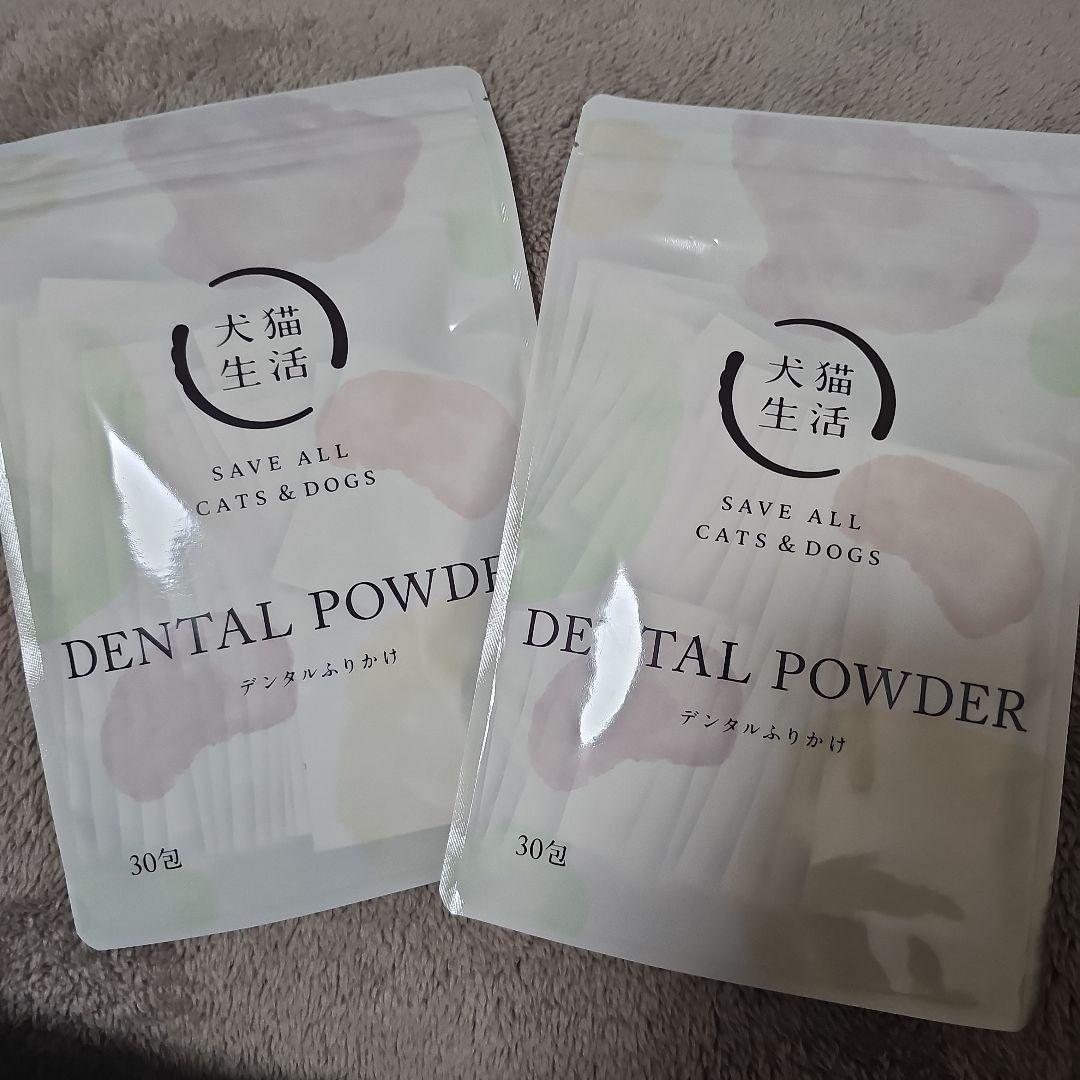 犬猫
生活
SAVE ALL
CATS & DOGS
DENTAL POWDE
デンタルふりかけ
30包
犬猫
生活
SAVE ALL
CATS & DOGS
DENTAL POWDER
デンタルふりかけ
30包